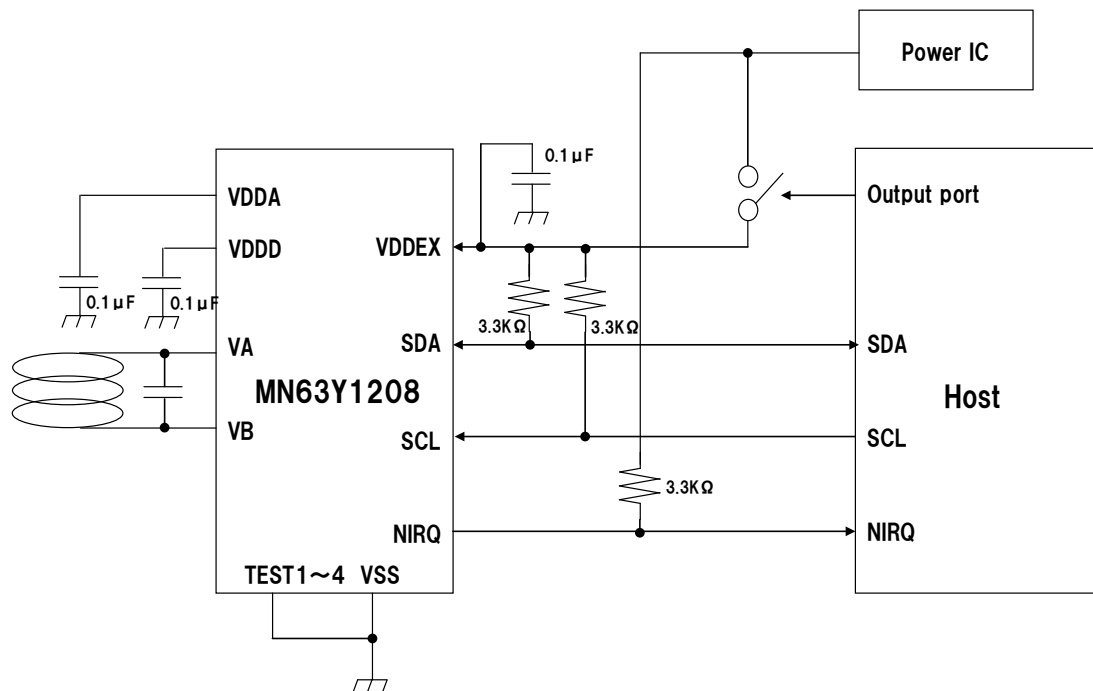 Power IC
0.1μF
VDDA
Output port
VDDD
VDDEX
0.1μF
0.1μF
3.3KΩ
3.3KΩ
VA
SDA
SDA
MN63Y1208
Host
VB
SCL
SCL
3.3KΩ
NIRQ
NIRQ
TEST1～4 VSS